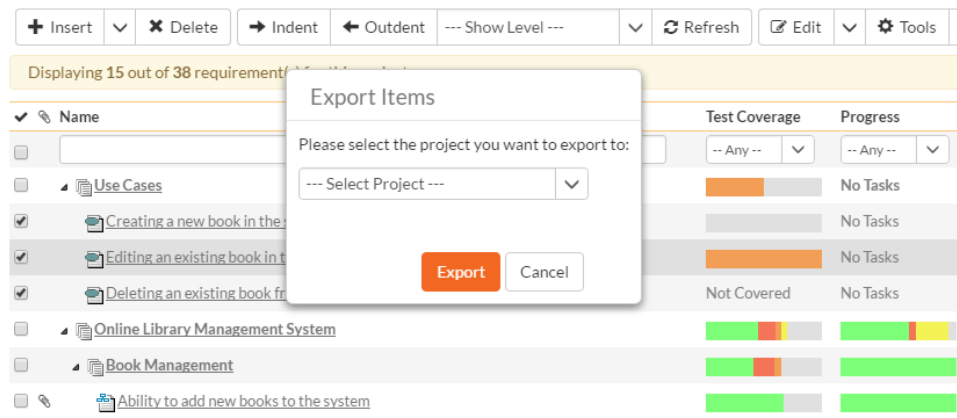 Insert Delete Indent Outdent --- Show Level --- Refresh Edit Tools
Displaying 15 out of 38 requirement
Export Items
Name Test Coverage Progress
Please select the project you want to export to:
-- Any -- -- Any --
--- Select Project ---
Use Cases No Tasks
Creating a new book in the No Tasks
Editing an existing book in No Tasks
Export Cancel
Deleting an existing book Not Covered No Tasks
Online Library Management System
Book Management
Ability to add new books to the system